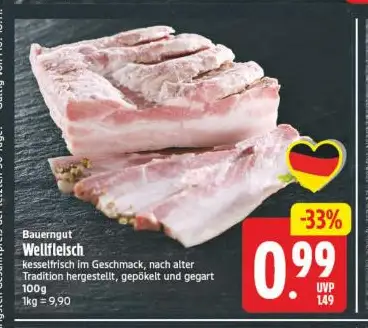 Bauerngut
Wellfleisch
kesselfrisch im Geschmack, nach alter
Tradition hergestellt, gepökelt und gegart
100g
1kg = 9,90
-33%
0.99
UVP
1.49